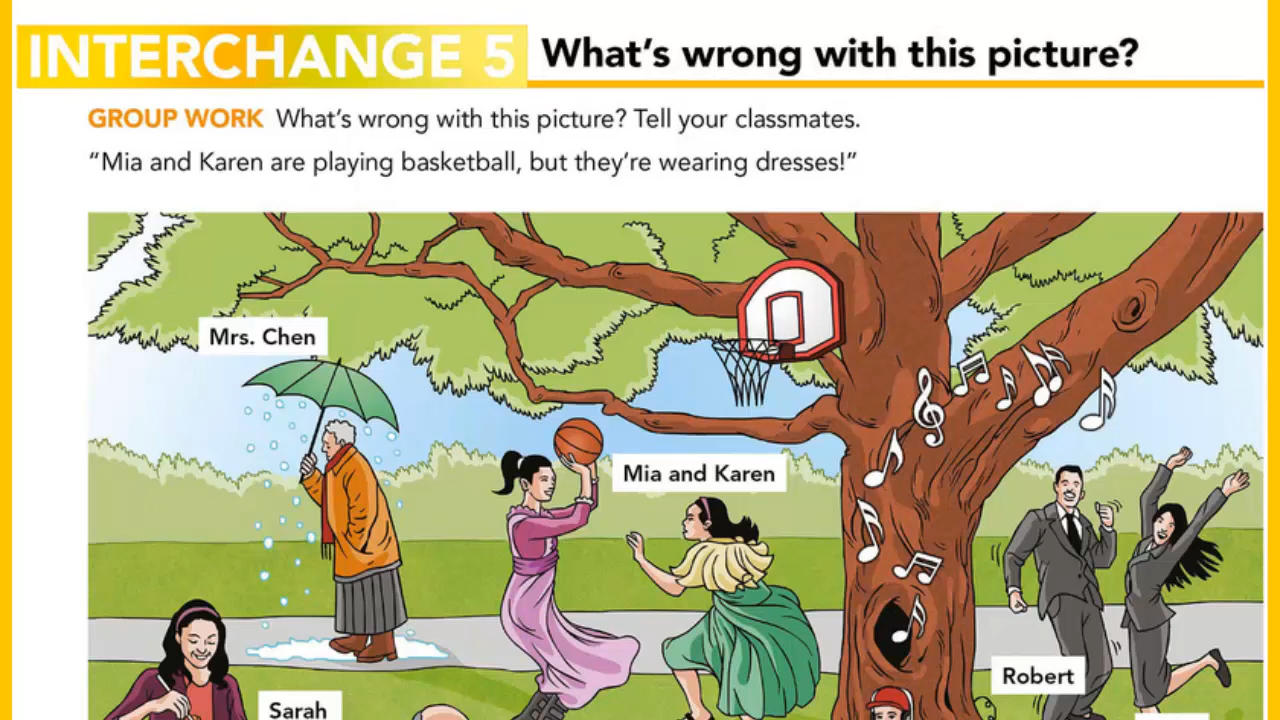 INTERCHANGE 5 What's wrong with this picture?
GROUP WORK What's wrong with this picture? Tell your classmates.
“Mia and Karen are playing basketball, but they're wearing dresses!”
Mrs. Chen
Mia and Karen
Robert
Sarah